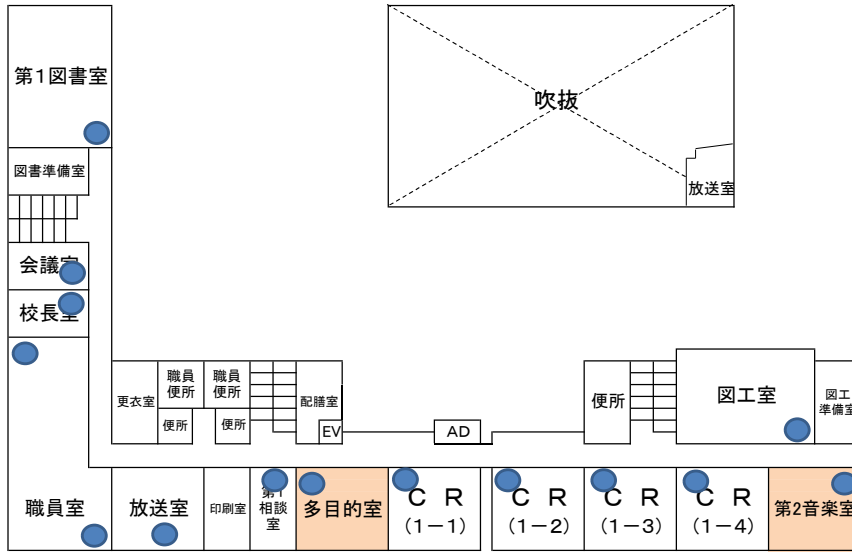 第1図書室
吹抜
図書準備室
放送室
会議室
校長室
更衣室
職員
便所
職員
便所
便所
便所
配膳室
EV
AD
便所
図工室
図工
準備室
職員室
放送室
印刷室
第1
相談
室
多目的室
CR
(1－1)
CR
(1－2)
CR
(1－3)
CR
(1－4)
第2音楽室